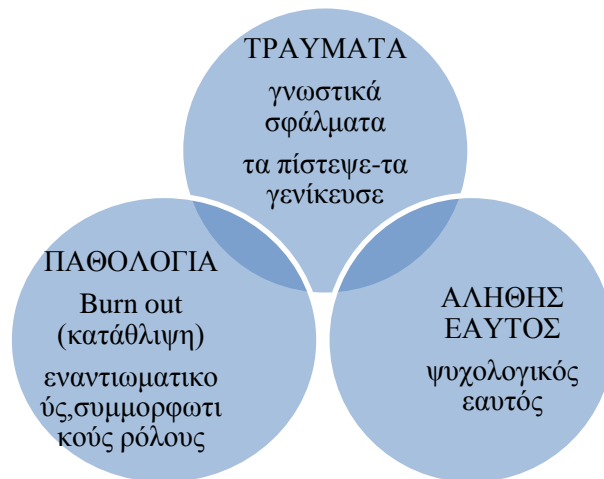 ΤΡΑΥΜΑΤΑ
γνωστικά
σφάλματα
τα πίστεψε-τα
γενίκευσε
ΠΑΘΟΛΟΓΙΑ
Burn out
(κατάθλιψη)
εναντιωματικο
ύς,συμμορφωτι
κούς ρόλους
ΑΛΗΘΗΣ
ΕΑΥΤΟΣ
ψυχολογικός
εαυτός